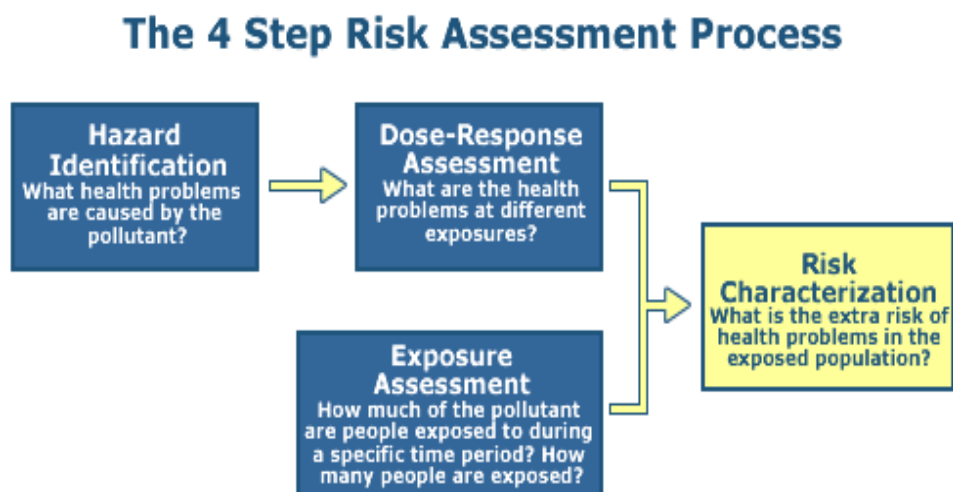 The 4 Step Risk Assessment Process
Hazard
Identification
What health problems
are caused by the
pollutant?
Dose-Response
Assessment
What are the health
problems at different
exposures?
Exposure
Assessment
How much of the pollutant
are people exposed to during
a specific time period? How
many people are exposed?
Risk
Characterization
What is the extra risk of
health problems in the
exposed population?